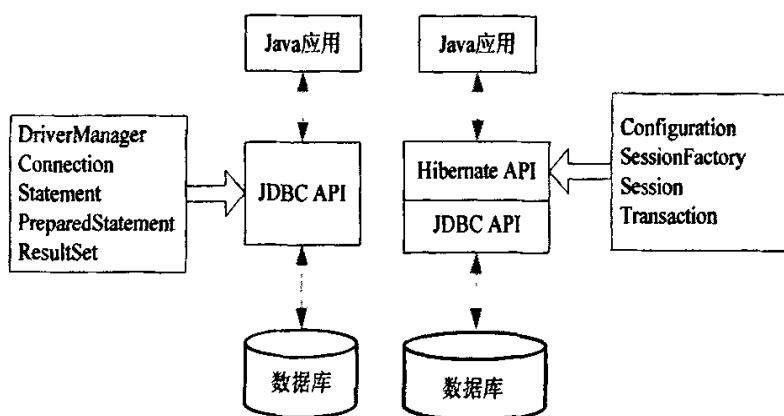 Java应用
Java应用
DriverManager
Connection
Statement
PreparedStatement
ResultSet
JDBC API
Hibernate API
JDBC API
Configuration
SessionFactory
Session
Transaction
数据库
数据库